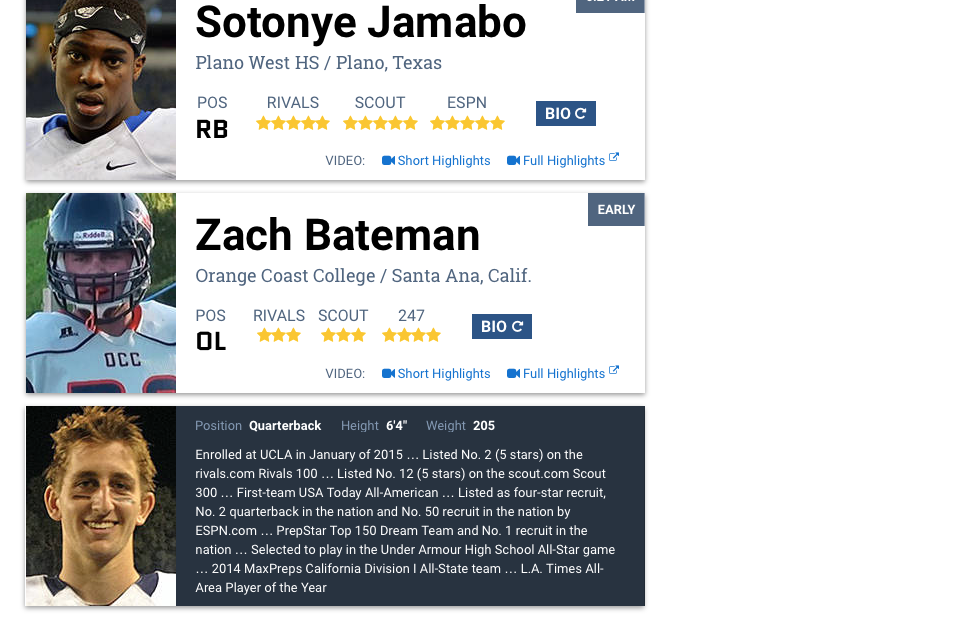 Sotonye Jamabo
Plano West HS / Plano, Texas
POS RIVALS SCOUT ESPN
RB
BIO
VIDEO: Short Highlights Full Highlights
EARLY
Zach Bateman
Orange Coast College / Santa Ana, Calif.
POS RIVALS SCOUT 247
OL
BIO
VIDEO: Short Highlights Full Highlights
Riddell
OCC
Position Quarterback Height 6'4" Weight 205
Enrolled at UCLA in January of 2015 … Listed No. 2 (5 stars) on the
rivals.com Rivals 100 … Listed No. 12 (5 stars) on the scout.com Scout
300 … First-team USA Today All-American … Listed as four-star recruit,
No. 2 quarterback in the nation and No. 50 recruit in the nation by
ESPN.com … PrepStar Top 150 Dream Team and No. 1 recruit in the
nation … Selected to play in the Under Armour High School All-Star game
… 2014 MaxPreps California Division I All-State team … L.A. Times All-
Area Player of the Year